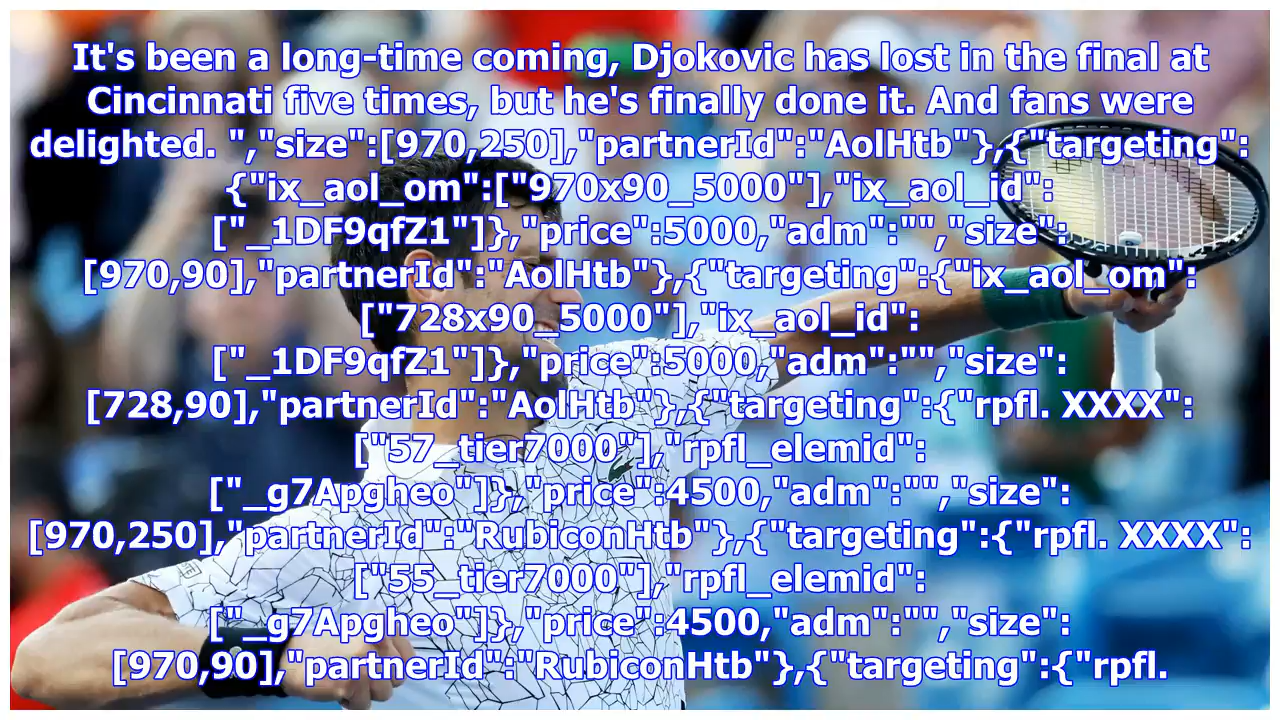 It's been a long-time coming, Djokovic has lost in the final at
Cincinnati five times, but he's finally done it. And fans were
delighted. ","size":[970,250],"partnerId":"AolHtb"},{"targeting":
{"ix_aol_om":["970x90_5000"],"ix_aol_id":
["_1DF9qfZ1"]},"price":5000,"adm":"","size":
[970,90],"partnerId":"AolHtb"},{"targeting":{"ix_aol_om":
["728x90_5000"],"ix_aol_id":
["_1DF9qfZ1"]},"price":5000,"adm":"","size":
[728,90],"partnerId":"AolHtb"},{"targeting":{"rpfl. XXXX":
["57_tier7000"],"rpfl_elemid":
["_g7Apgheo"]},"price":4500,"adm":"","size":
[970,250],"partnerId":"RubiconHtb"},{"targeting":{"rpfl. XXXX":
["55_tier7000"],"rpfl_elemid":
["_g7Apgheo"]},"price":4500,"adm":"","size":
[970,90],"partnerId":"RubiconHtb"},{"targeting":{"rpfl.